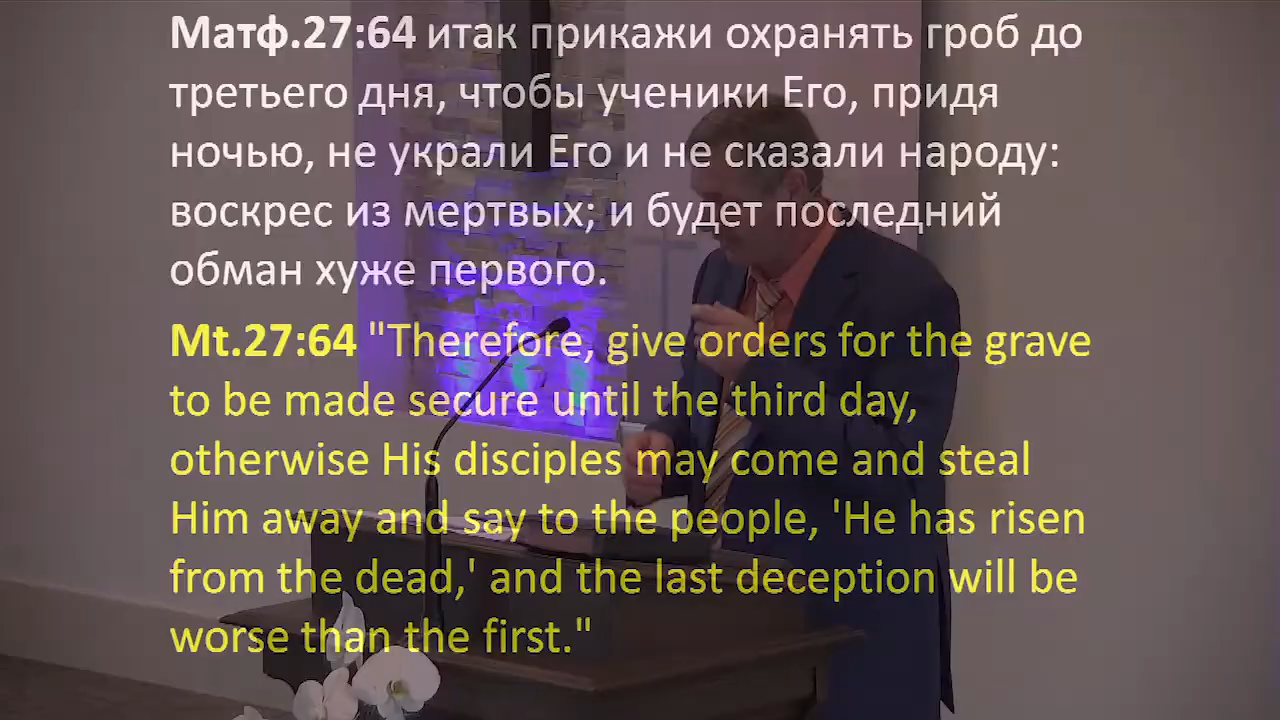 Матф.27:64 итак прикажи охранять гроб до
третьего дня, чтобы ученики Его, придя
ночью, не украли Его и не сказали народу:
воскрес из мертвых; и будет последний
обман хуже первого.
Mt.27:64 "Therefore, give orders for the grave
to be made secure until the third day,
otherwise His disciples may come and steal
Him away and say to the people, 'He has risen
from the dead,' and the last deception will be
worse than the first."